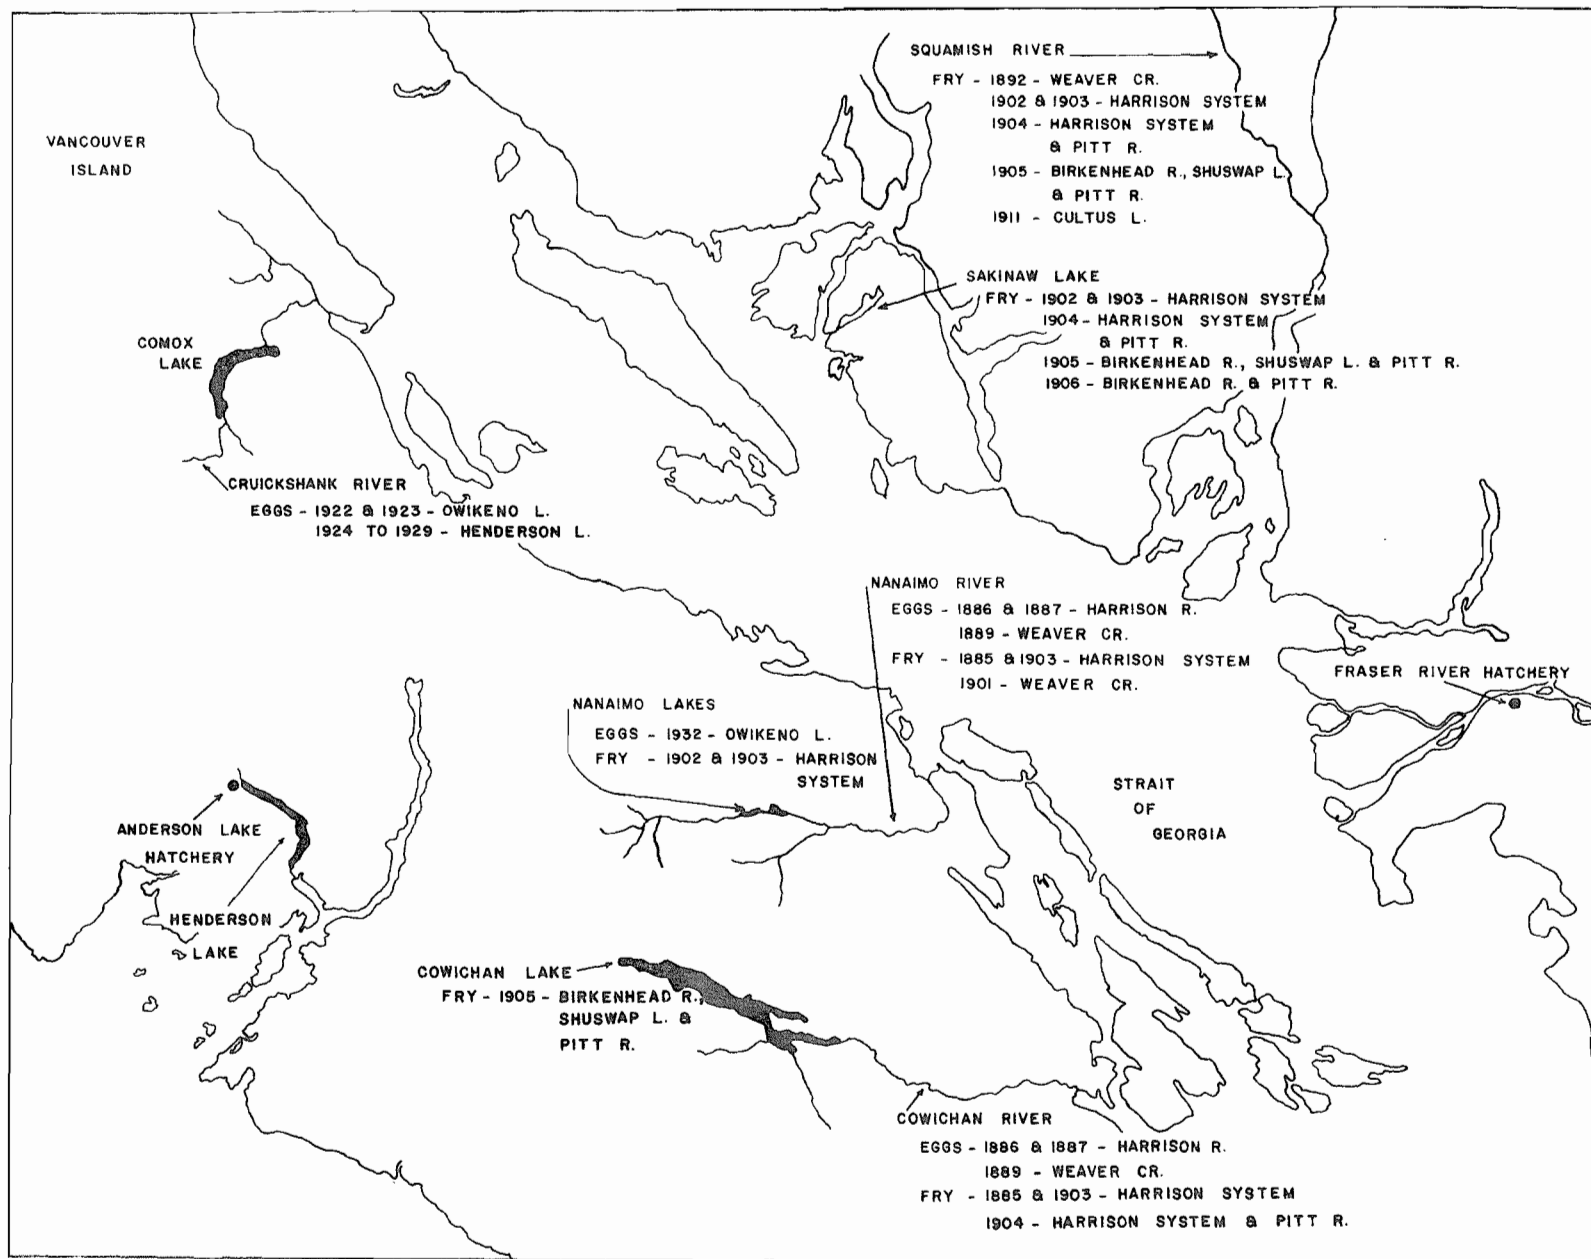 SQUAMISH RIVER
FRY - 1892 - WEAVER CR.
1902 & 1903 - HARRISON SYSTEM
1904 - HARRISON SYSTEM
& PITT R.
1905 - BIRKENHEAD R., SHUSWAP L.
& PITT R.
1911 - CULTUS L.
VANCOUVER
ISLAND
SAKINAW LAKE
FRY - 1902 & 1903 - HARRISON SYSTEM
1904 - HARRISON SYSTEM
& PITT R.
1905 - BIRKENHEAD R., SHUSWAP L. & PITT R.
1906 - BIRKENHEAD R. & PITT R.
COMOX
LAKE
CRUICKSHANK RIVER
EGGS - 1922 & 1923 - OWIKENO L.
1924 TO 1929 - HENDERSON L.
NANAIMO RIVER
EGGS - 1886 & 1887 - HARRISON R.
1889 - WEAVER CR.
FRY - 1885 & 1903 - HARRISON SYSTEM
1901 - WEAVER CR.
FRASER RIVER HATCHERY
NANAIMO LAKES
EGGS - 1932 - OWIKENO L.
FRY - 1902 & 1903 - HARRISON
SYSTEM
STRAIT
OF
GEORGIA
ANDERSON LAKE
HATCHERY
HENDERSON
LAKE
COWICHAN LAKE
FRY - 1905 - BIRKENHEAD R.,
SHUSWAP L. &
PITT R.
COWICHAN RIVER
EGGS - 1886 & 1887 - HARRISON R.
1889 - WEAVER CR.
FRY - 1885 & 1903 - HARRISON SYSTEM
1904 - HARRISON SYSTEM & PITT R.